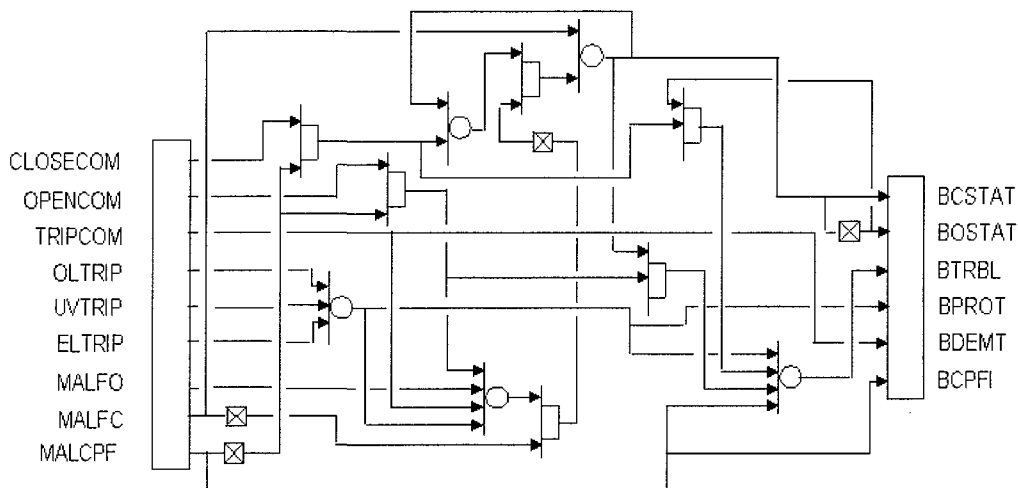 CLOSECOM
OPENCOM
TRIPCOM
OLTRIP
UVTRIP
ELTRIP
MALFO
MALFC
MALCPF
BCSTAT
BOSTAT
BTRBL
BPROT
BDEMT
BCPFI